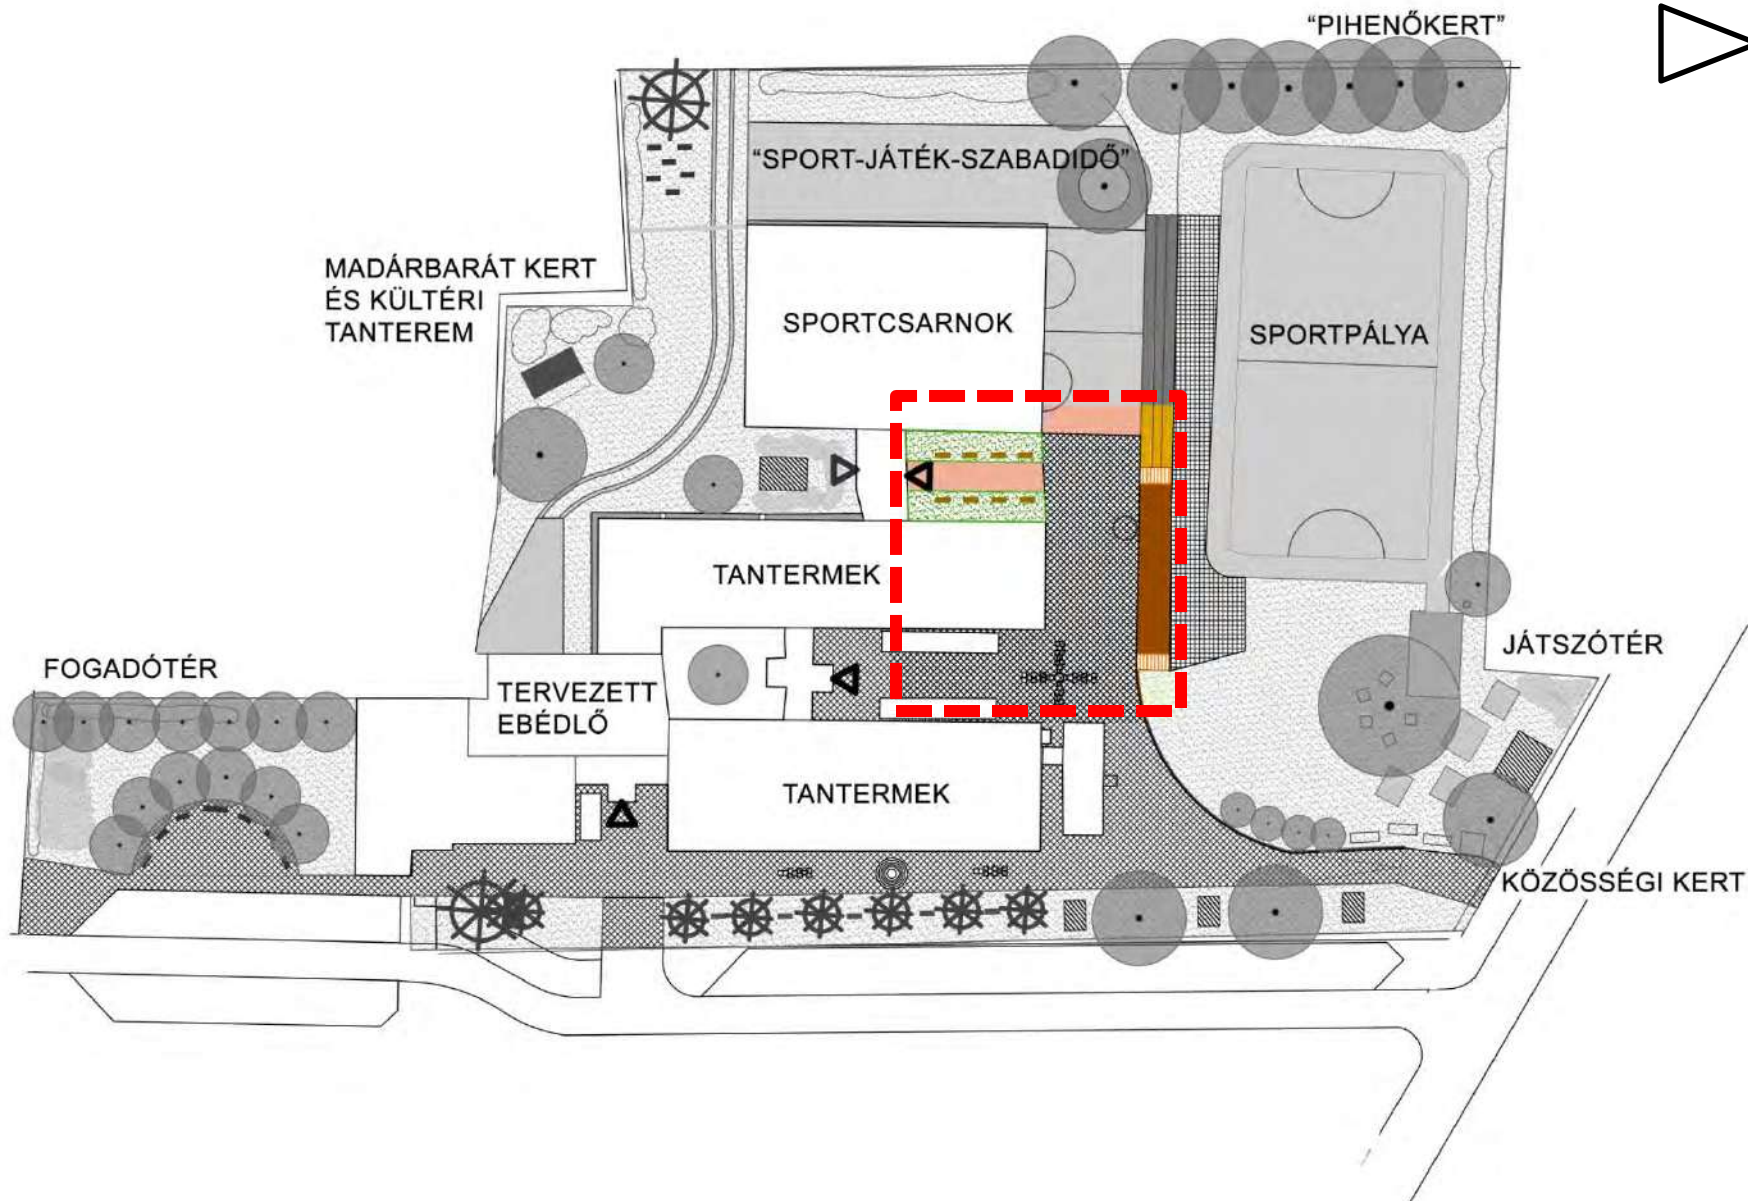 “PIHENŐKERT”
“SPORT-JÁTÉK-SZABADIDŐ”
MADÁRBARÁT KERT
ÉS KÜLTÉRI
TANTEREM
SPORTCSARNOK
SPORTPÁLYA
TANTERMEK
JÁTSZÓTÉR
FOGADÓTÉR
TERVEZETT
EBÉDLŐ
TANTERMEK
KÖZÖSSÉGI KERT